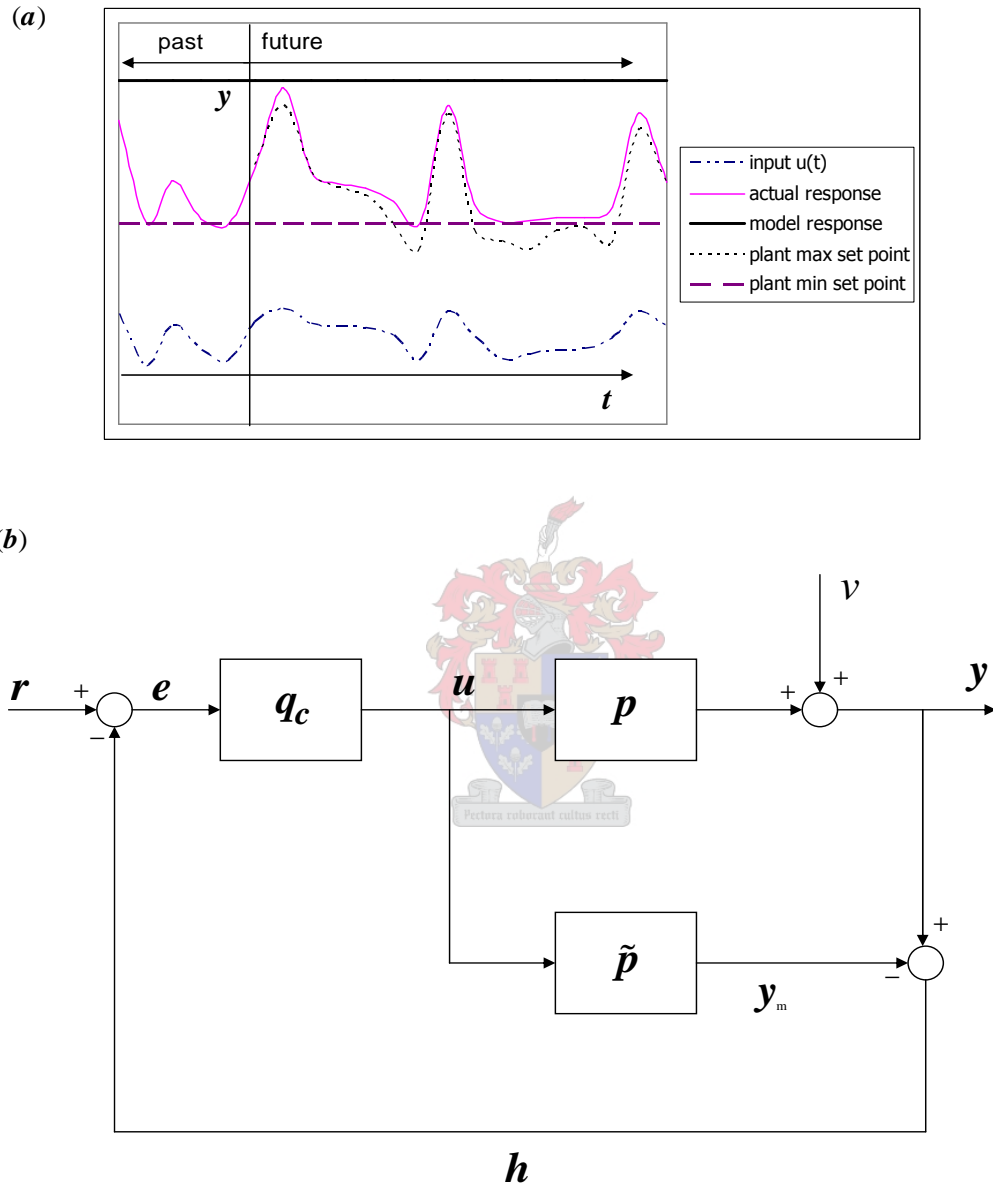 (a)
past future
y
t
input u(t)
actual response
model response
plant max set point
plant min set point
(b)
v
r + e q_c u p + + y
−
Pectora roborant cultus recti
p̃ − +
y_m
h